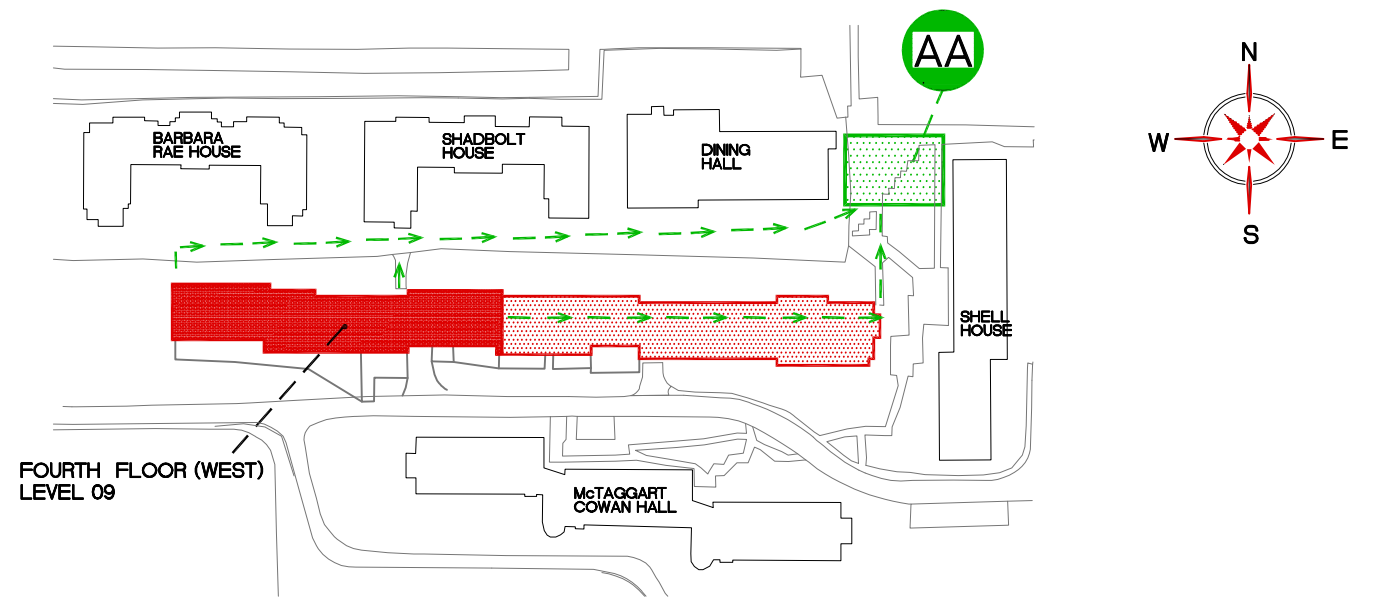 AA
N
W
E
S
BARBARA
RAE HOUSE
SHADBOLT
HOUSE
DINING
HALL
SHELL
HOUSE
FOURTH FLOOR (WEST)
LEVEL 09
McTAGGART
COWAN HALL